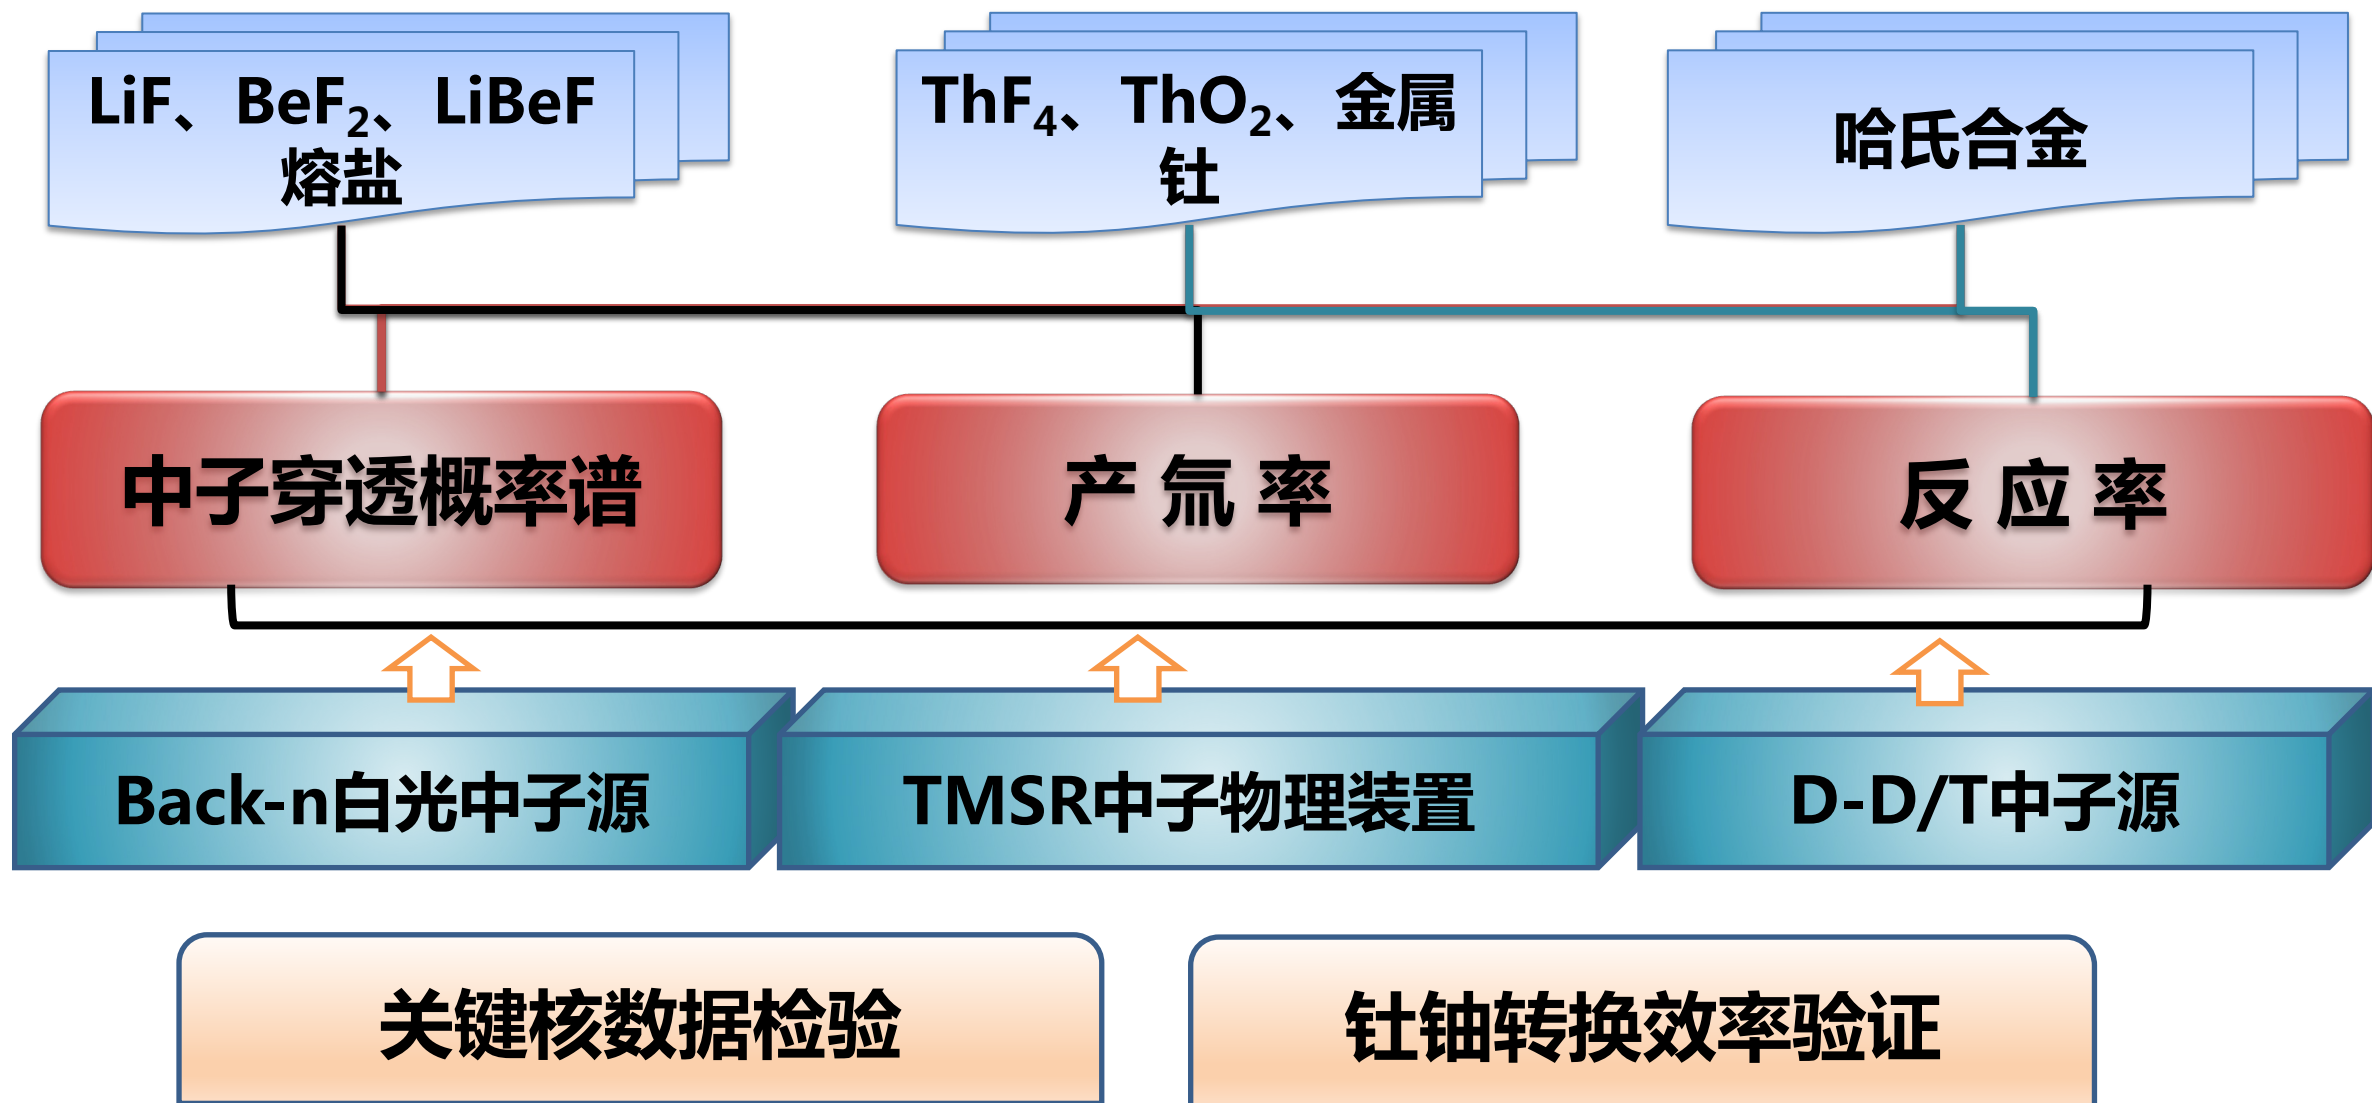 LiF、BeF₂、LiBeF
熔盐
ThF₄、ThO₂、金属
钍
哈氏合金
中子穿透概率谱
产 氚 率
反 应 率
Back-n白光中子源
TMSR中子物理装置
D-D/T中子源
关键核数据检验
钍铀转换效率验证